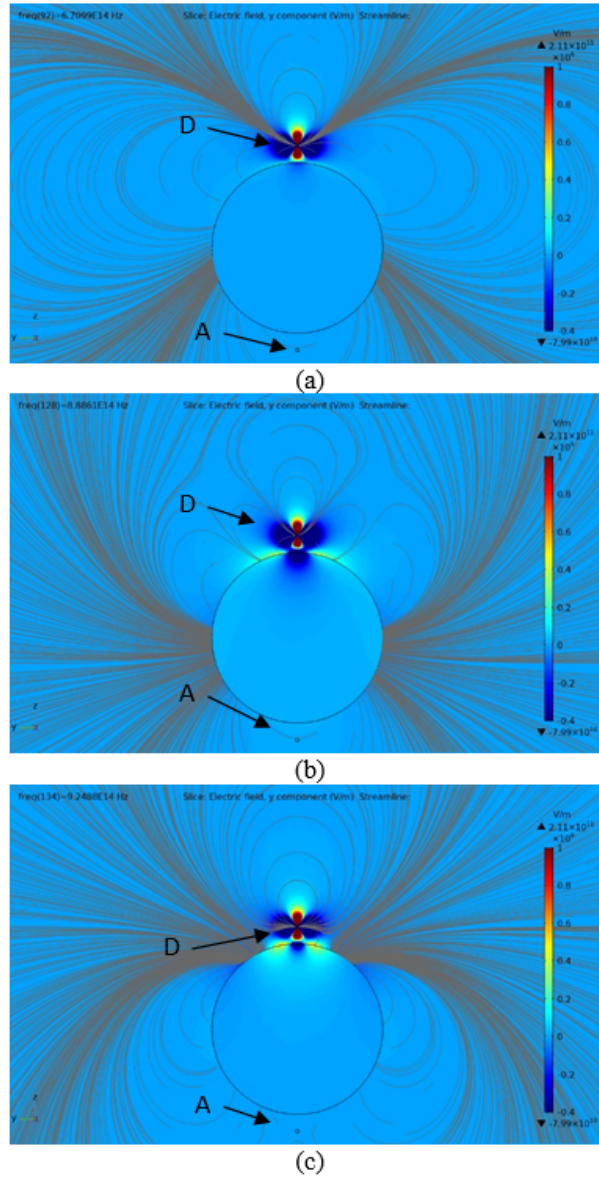 freq(92)=6.7099E14 Hz Slice: Electric field, y component (V/m) Streamline:
V/m
▲ 2.11×10¹¹
×10⁶
1
0.8
0.6
0.4
0.2
0
-0.2
-0.4
▼ -7.99×10¹⁰
D
A
z
y x
(a)
freq(128)=8.8861E14 Hz Slice: Electric field, y component (V/m) Streamline:
V/m
▲ 2.11×10¹¹
×10⁶
1
0.8
0.6
0.4
0.2
0
-0.2
-0.4
▼ -7.99×10¹⁰
D
A
z
y x
(b)
freq(134)=9.2488E14 Hz Slice: Electric field, y component (V/m) Streamline:
V/m
▲ 2.11×10¹¹
×10⁶
1
0.8
0.6
0.4
0.2
0
-0.2
-0.4
▼ -7.99×10¹⁰
D
A
z
y x
(c)